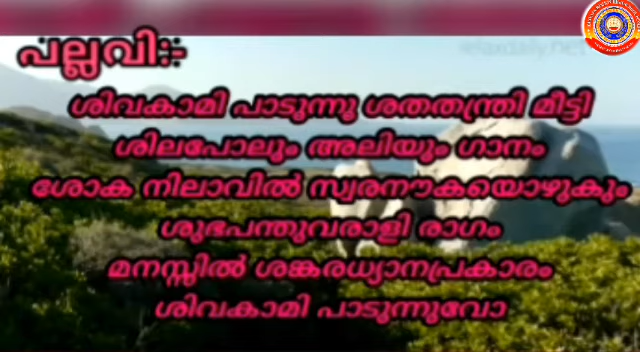 പല്ലവി:-
ശിവകാമി പാടുന്നൂ ശതതന്ത്രി മീട്ടി
ശിലപോലും അലിയും ഗാനം
ശോക നിലാവിൽ സ്വരനൗകയൊഴുകും
ശുഭപന്തുവരാളി രാഗം
മനസ്സിൽ ശങ്കരധ്യാനപ്രകാരം
ശിവകാമി പാടുന്നുവോ